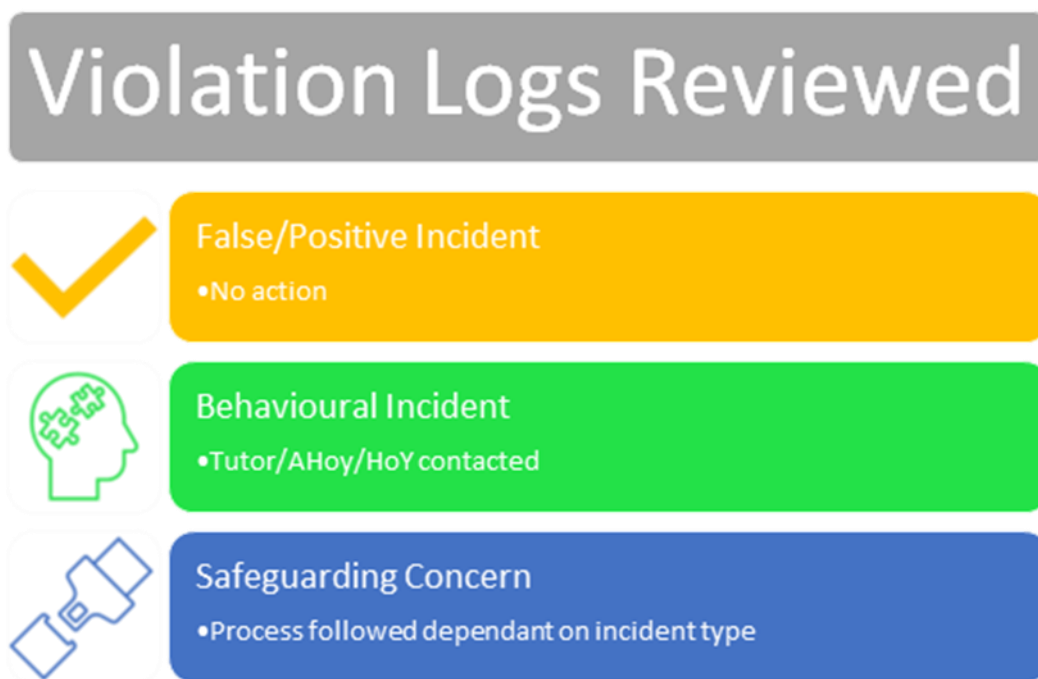 Violation Logs Reviewed
False/Positive Incident
•No action
Behavioural Incident
•Tutor/AHoy/HoY contacted
Safeguarding Concern
•Process followed dependant on incident type